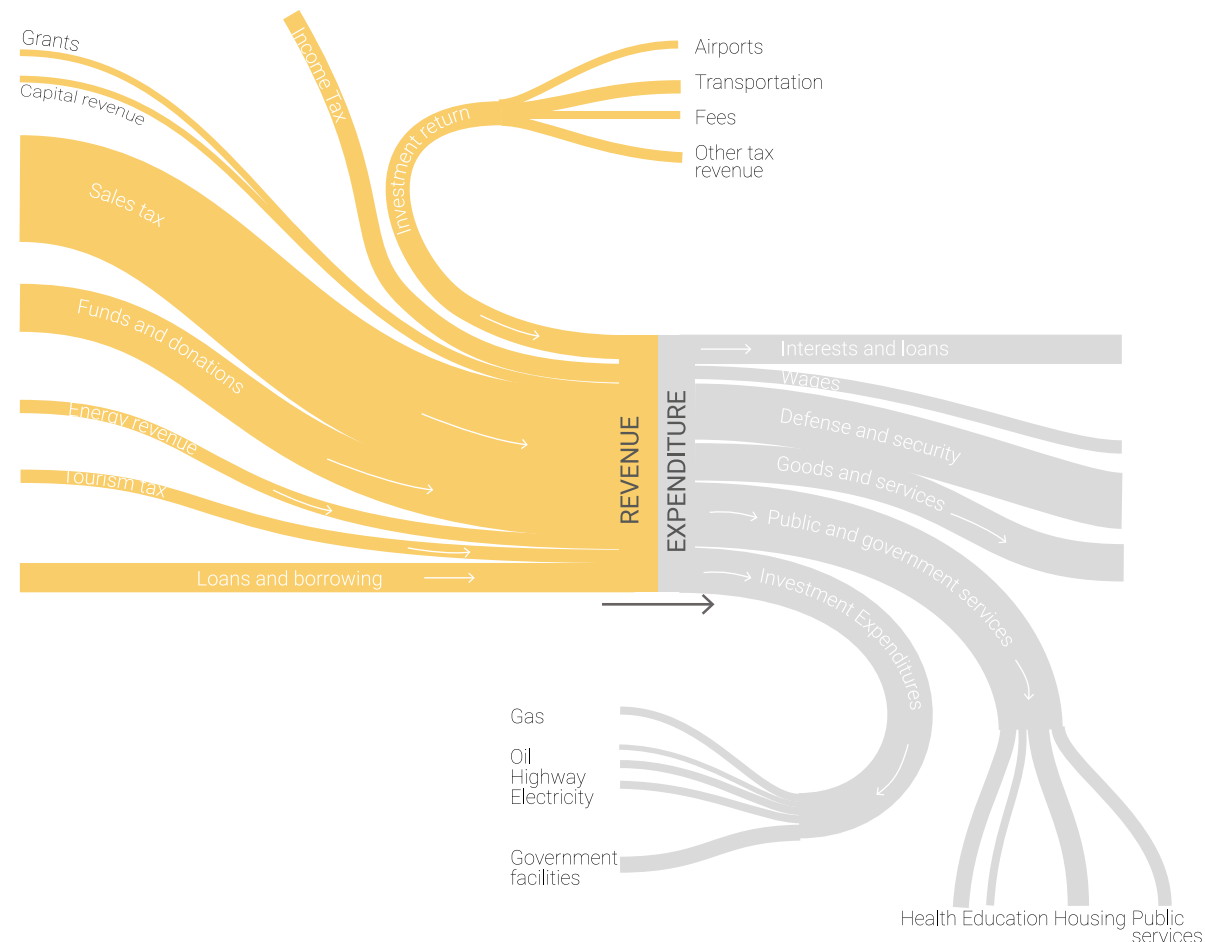 Grants
Capital revenue
Income Tax
Investment return
Airports
Transportation
Fees
Other tax
revenue
Sales tax
Funds and donations
Energy revenue
Tourism tax
Loans and borrowing
REVENUE
EXPENDITURE
Interests and loans
Wages
Defense and security
Goods and services
Public and government services
Investment Expenditures
Gas
Oil
Highway
Electricity
Government
facilities
Health Education Housing Public
services